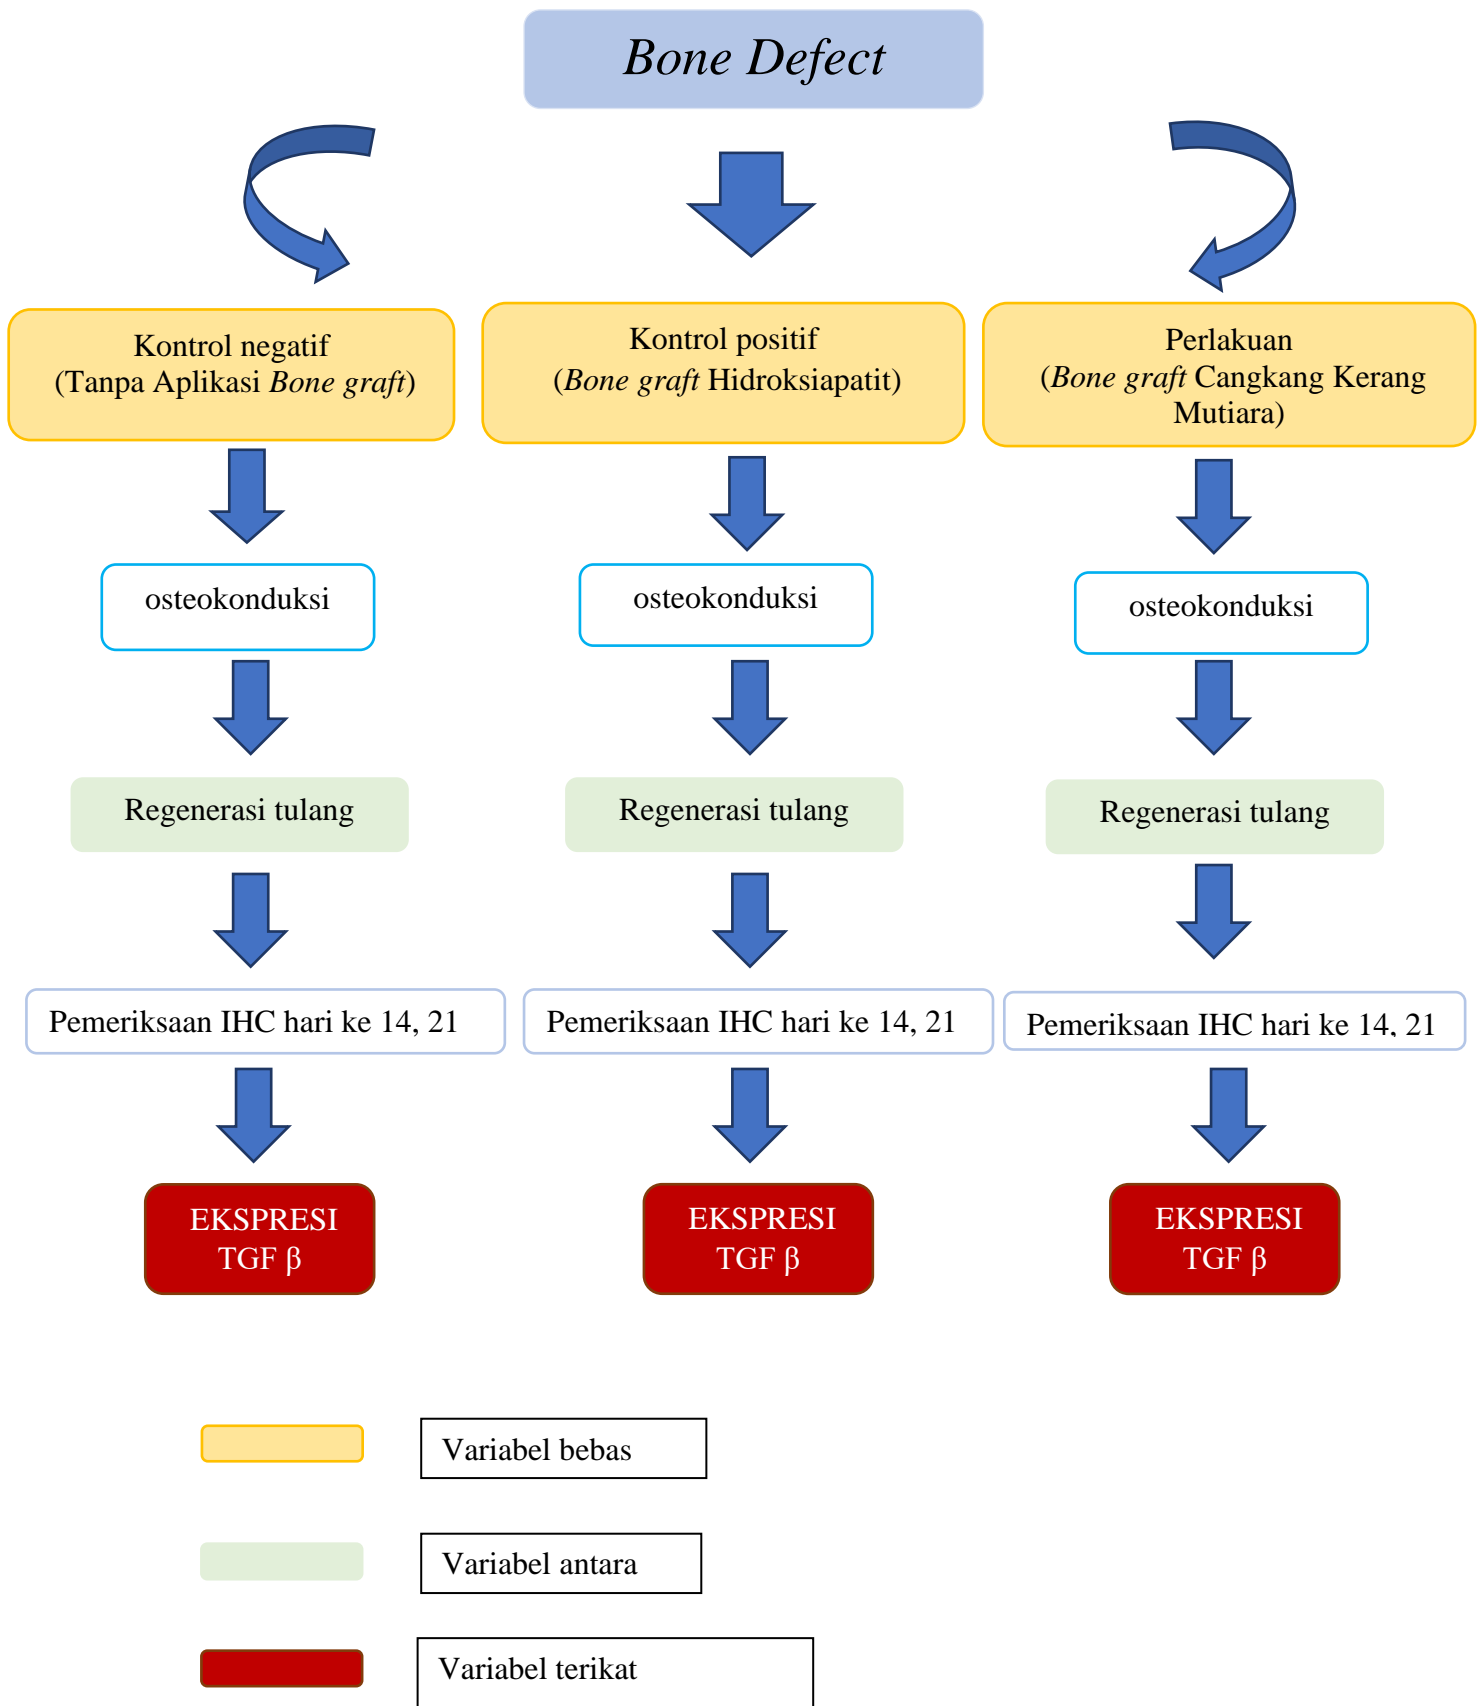 Bone Defect
Kontrol negatif
(Tanpa Aplikasi Bone graft)
Kontrol positif
(Bone graft Hidroksiapatit)
Perlakuan
(Bone graft Cangkang Kerang
Mutiara)
osteokonduksi
osteokonduksi
osteokonduksi
Regenerasi tulang
Regenerasi tulang
Regenerasi tulang
Pemeriksaan IHC hari ke 14, 21
Pemeriksaan IHC hari ke 14, 21
Pemeriksaan IHC hari ke 14, 21
EKSPRESI
TGF β
EKSPRESI
TGF β
EKSPRESI
TGF β
Variabel bebas
Variabel antara
Variabel terikat